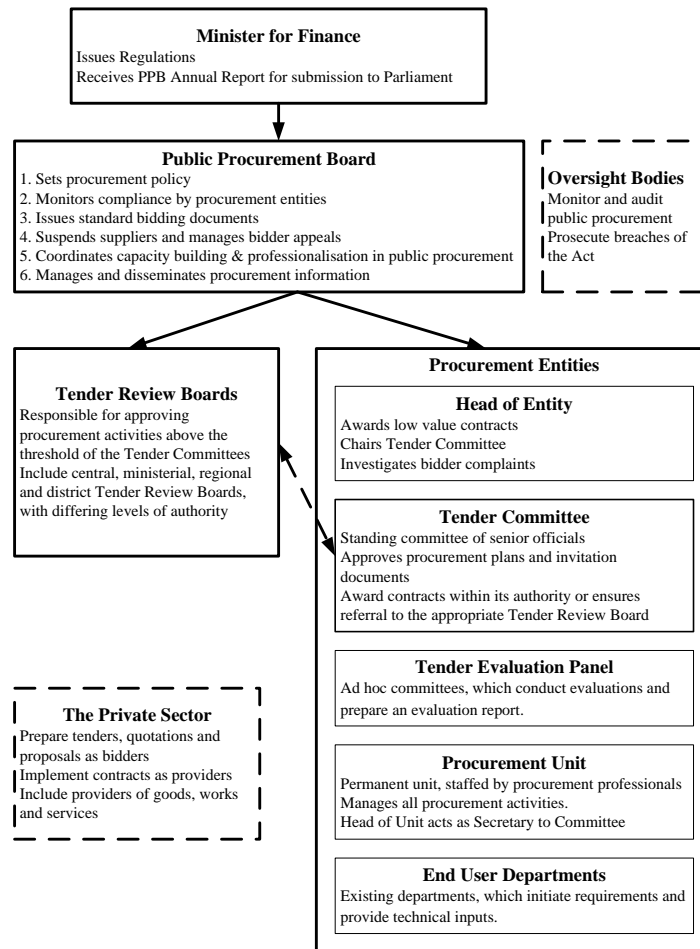 Minister for Finance
Issues Regulations
Receives PPB Annual Report for submission to Parliament
Public Procurement Board
1. Sets procurement policy
2. Monitors compliance by procurement entities
3. Issues standard bidding documents
4. Suspends suppliers and manages bidder appeals
5. Coordinates capacity building & professionalisation in public procurement
6. Manages and disseminates procurement information
Oversight Bodies
Monitor and audit
public procurement
Prosecute breaches of
the Act
Tender Review Boards
Responsible for approving
procurement activities above the
threshold of the Tender Committees
Include central, ministerial, regional
and district Tender Review Boards,
with differing levels of authority
Procurement Entities
Head of Entity
Awards low value contracts
Chairs Tender Committee
Investigates bidder complaints
Tender Committee
Standing committee of senior officials
Approves procurement plans and invitation
documents
Award contracts within its authority or ensures
referral to the appropriate Tender Review Board
Tender Evaluation Panel
Ad hoc committees, which conduct evaluations and
prepare an evaluation report.
The Private Sector
Prepare tenders, quotations and
proposals as bidders
Implement contracts as providers
Include providers of goods, works
and services
Procurement Unit
Permanent unit, staffed by procurement professionals
Manages all procurement activities.
Head of Unit acts as Secretary to Committee
End User Departments
Existing departments, which initiate requirements and
provide technical inputs.